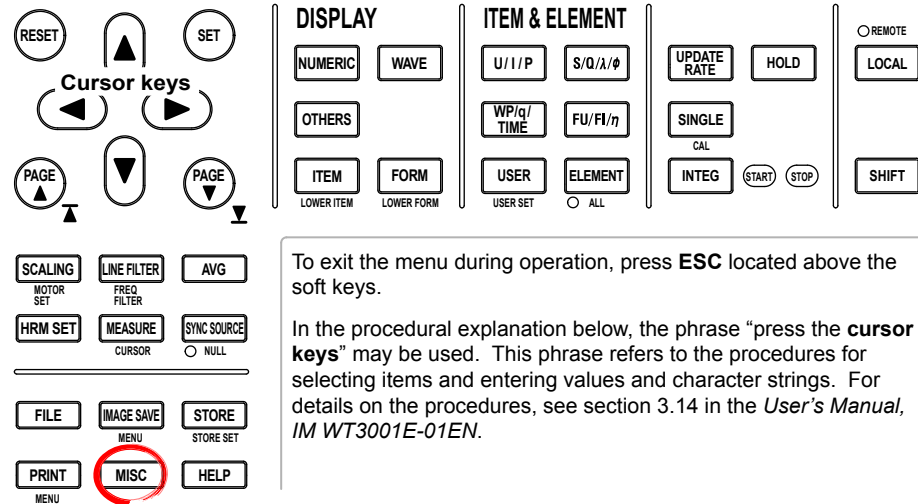 RESET
SET
Cursor keys
PAGE
PAGE
DISPLAY
NUMERIC
WAVE
OTHERS
ITEM
FORM
LOWER ITEM
LOWER FORM
ITEM & ELEMENT
U / I / P
S/Q/λ/ϕ
WP/q/
TIME
FU/FI/η
USER
ELEMENT
USER SET
ALL
UPDATE
RATE
HOLD
SINGLE
CAL
INTEG
START
STOP
REMOTE
LOCAL
SHIFT
SCALING
LINE FILTER
AVG
MOTOR
SET
FREQ
FILTER
HRM SET
MEASURE
SYNC SOURCE
CURSOR
NULL
FILE
IMAGE SAVE
STORE
MENU
STORE SET
PRINT
MISC
HELP
MENU
To exit the menu during operation, press ESC located above the
soft keys.
In the procedural explanation below, the phrase “press the cursor
keys” may be used. This phrase refers to the procedures for
selecting items and entering values and character strings. For
details on the procedures, see section 3.14 in the User’s Manual,
IM WT3001E-01EN.